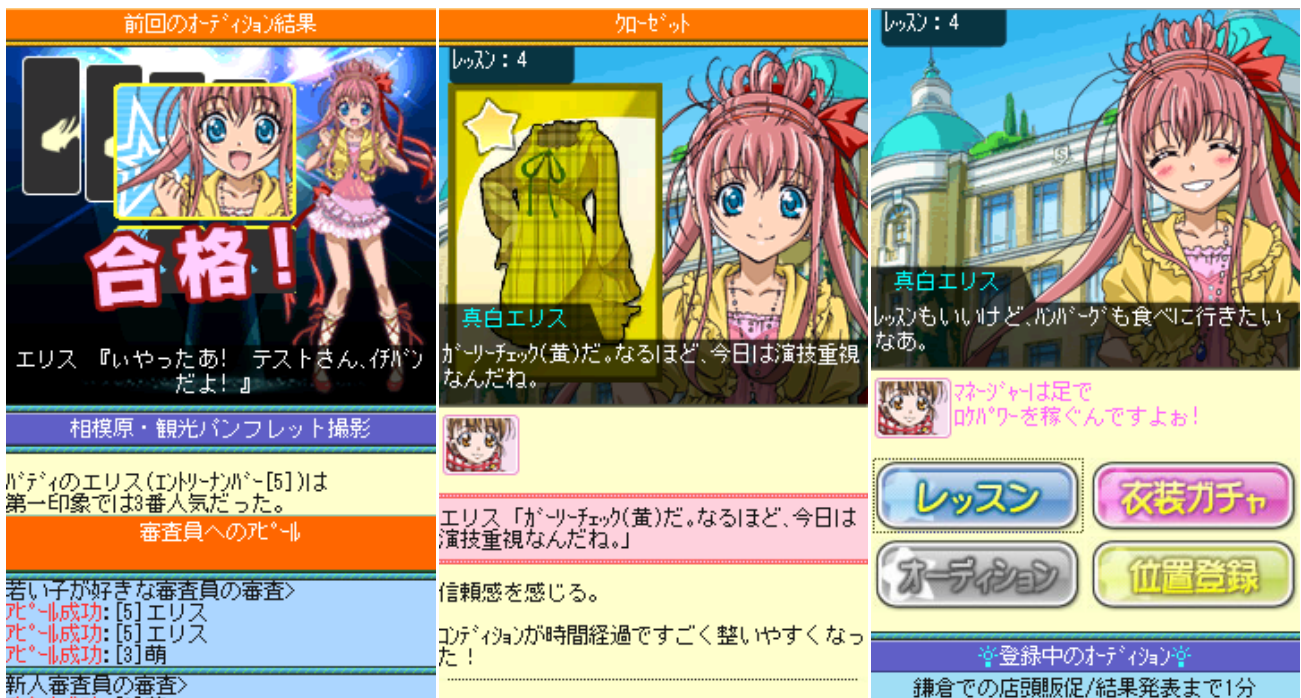 前回のｵｰﾃﾞｨｼｮﾝ結果
合格！
エリス 『いやったあ！ テストさん､ｲﾁﾊﾞﾝ
だよ！』
相模原・観光パンフレット撮影
ﾊﾞﾃﾞｨのエリス(ｴﾝﾄﾘｰﾅﾝﾊﾞｰ[5])は
第一印象では3番人気だった。
審査員へのｱﾋﾟｰﾙ
若い子が好きな審査員の審査>
ｱﾋﾟｰﾙ成功:[5]エリス
ｱﾋﾟｰﾙ成功:[5]エリス
ｱﾋﾟｰﾙ成功:[3]萌
新人審査員の審査>
ｸﾛｰｾﾞｯﾄ
ﾚｯｽﾝ：4
真白エリス
ｶﾞｰﾘｰﾁｪｯｸ(黄)だ｡なるほど､今日は演技重視
なんだね。
エリス「ｶﾞｰﾘｰﾁｪｯｸ(黄)だ｡なるほど､今日は
演技重視なんだね｡」
信頼感を感じる。
ｺﾝﾃﾞｨｼｮﾝが時間経過ですごく整いやすくなっ
た！
ﾚｯｽﾝ：4
真白エリス
ﾚｯｽﾝもいいけど､ﾊﾝﾊﾞｰｸﾞも食べに行きたい
なあ。
ﾏﾈｰｼﾞｬｰは足で
ﾛｹﾊﾟﾜｰを稼ぐんですよぉ！
レッスン
衣装ガチャ
オーディション
位置登録
登録中のｵｰﾃﾞｨｼｮﾝ
鎌倉での店頭販促/結果発表まで1分